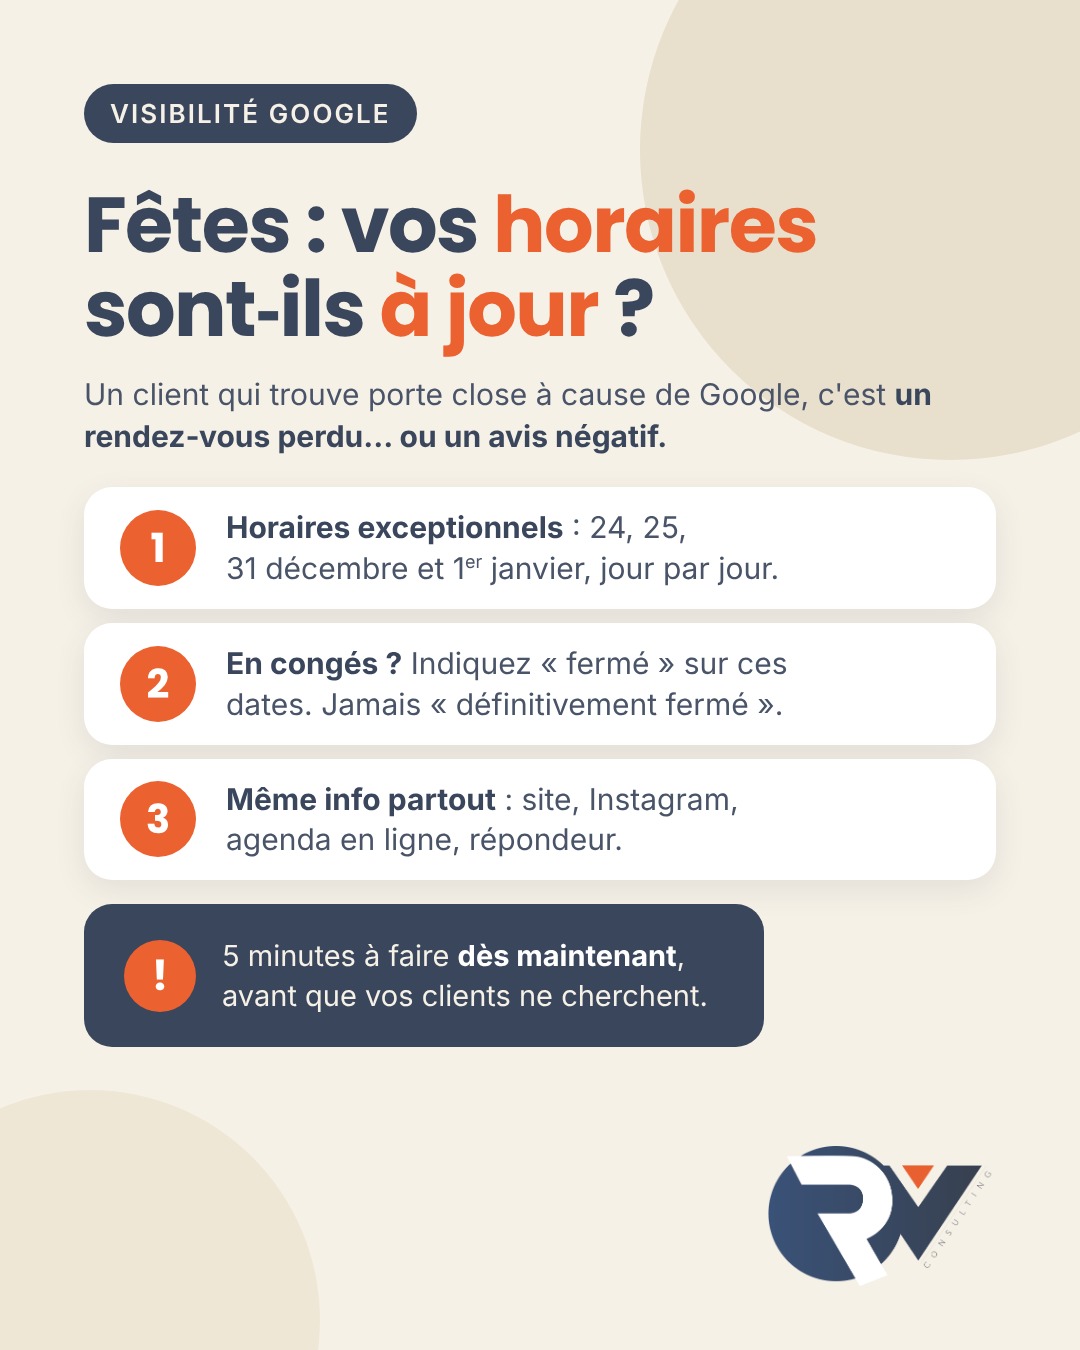 VISIBILITÉ GOOGLE
Fêtes : vos horaires
sont-ils à jour ?
Un client qui trouve porte close à cause de Google, c'est un
rendez-vous perdu... ou un avis négatif.
1
Horaires exceptionnels : 24, 25,
31 décembre et 1er janvier, jour par jour.
2
En congés ? Indiquez « fermé » sur ces
dates. Jamais « définitivement fermé ».
3
Même info partout : site, Instagram,
agenda en ligne, répondeur.
!
5 minutes à faire dès maintenant,
avant que vos clients ne cherchent.
RV
CONSULTING